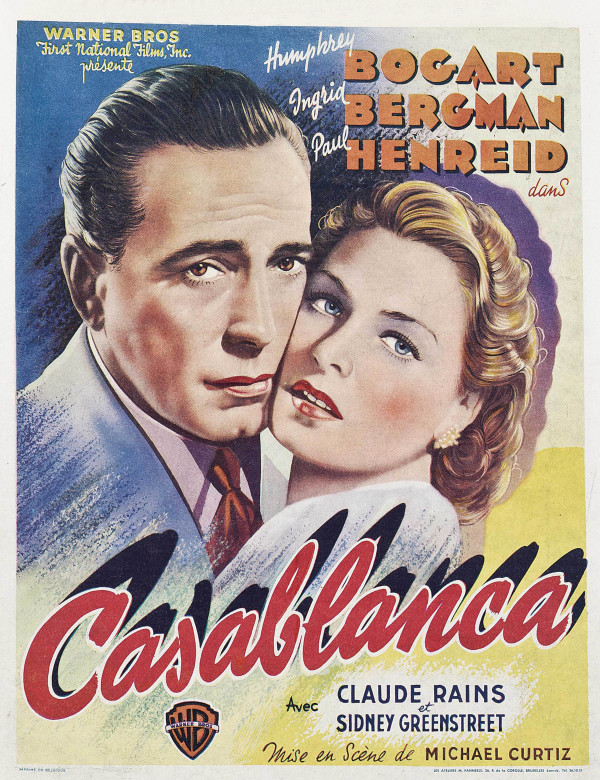 WARNER BROS
First National Films, Inc.
présente
Humphrey BOGART
Ingrid BERGMAN
Paul HENREID
dans
Casablanca
Avec CLAUDE RAINS
et
SIDNEY GREENSTREET
WB
WARNER BROS
Mise en Scène de MICHAEL CURTIZ